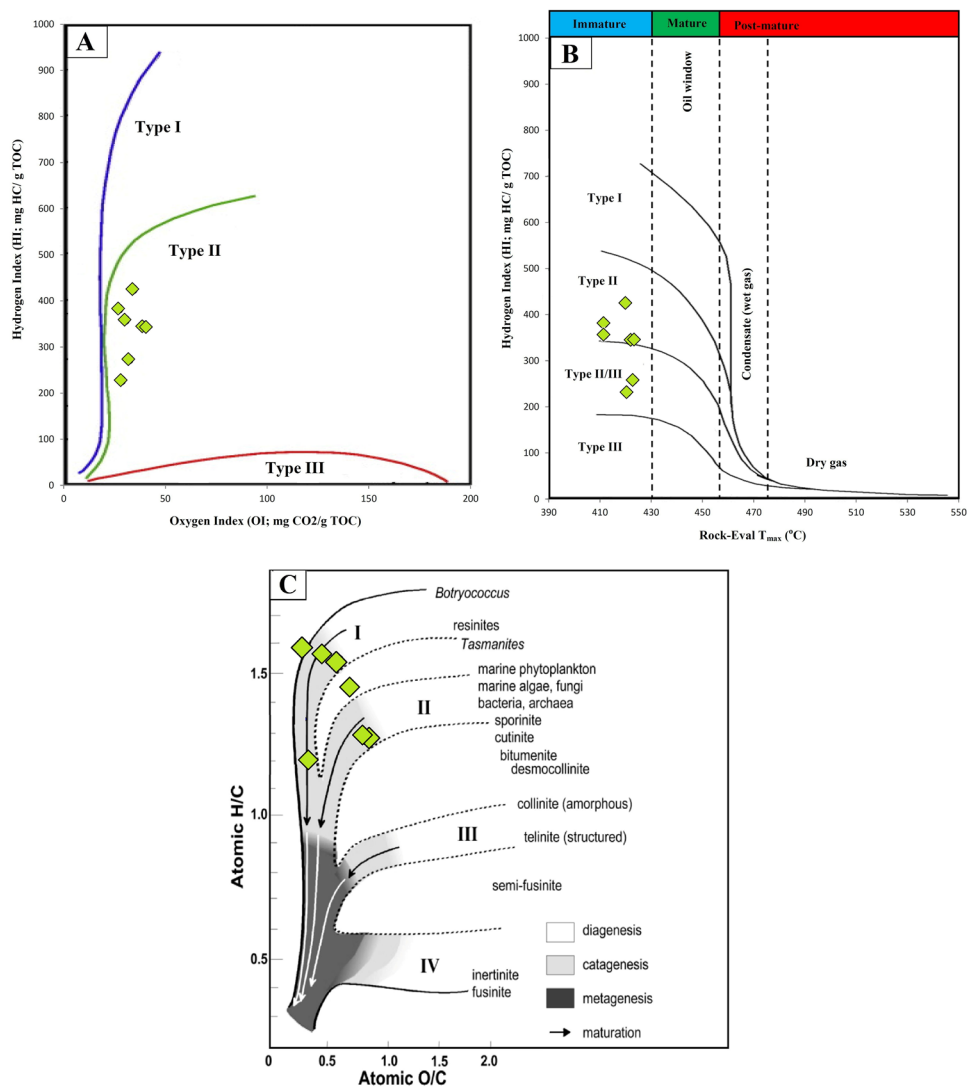 A
1000
900
800
700
600
500
400
300
200
100
0
Hydrogen Index (HI; mg HC/ g TOC)
Type I
Type II
Type III
0
50
100
150
200
Oxygen Index (OI; mg CO2/g TOC)
Immature
Mature
Post-mature
B
1000
900
800
700
600
500
400
300
200
100
0
Hydrogen Index (HI; mg HC/ g TOC)
Oil window
Condensate (wet gas)
Type I
Type II
Type II/III
Type III
Dry gas
390
410
430
450
470
490
510
530
550
Rock-Eval Tmax (oC)
C
Botryococcus
I
resinites
Tasmanites
1.5
marine phytoplankton
marine algae, fungi
bacteria, archaea
II
sporinite
cutinite
bitumenite
desmocollinite
1.0
collinite (amorphous)
III
telinite (structured)
Atomic H/C
semi-fusinite
diagenesis
0.5
IV
catagenesis
inertinite
fusinite
metagenesis
maturation
0
0.5
1.0
1.5
2.0
Atomic O/C